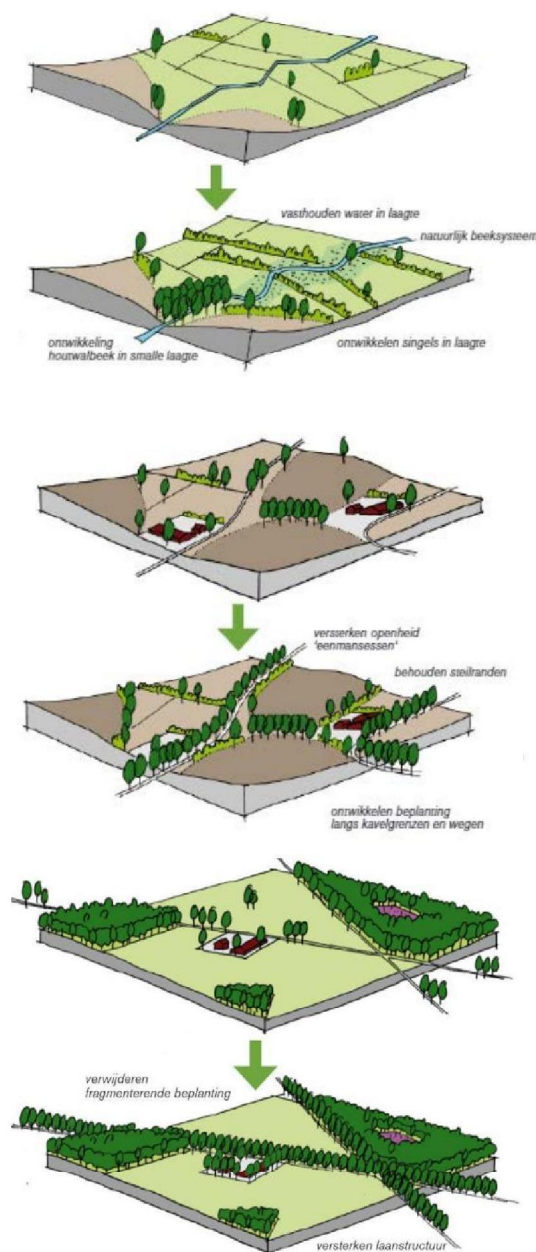 vasthouden water in laagte
natuurlijk beeksysteem
ontwikkeling
houtwalbeek in smalle laagte
ontwikkelen singels in laagte
versterken openheid
'eenmansessen'
behouden steilranden
ontwikkelen beplanting
langs kavelgrenzen en wegen
verwijderen
fragmenterende beplanting
versterken laanstructuur